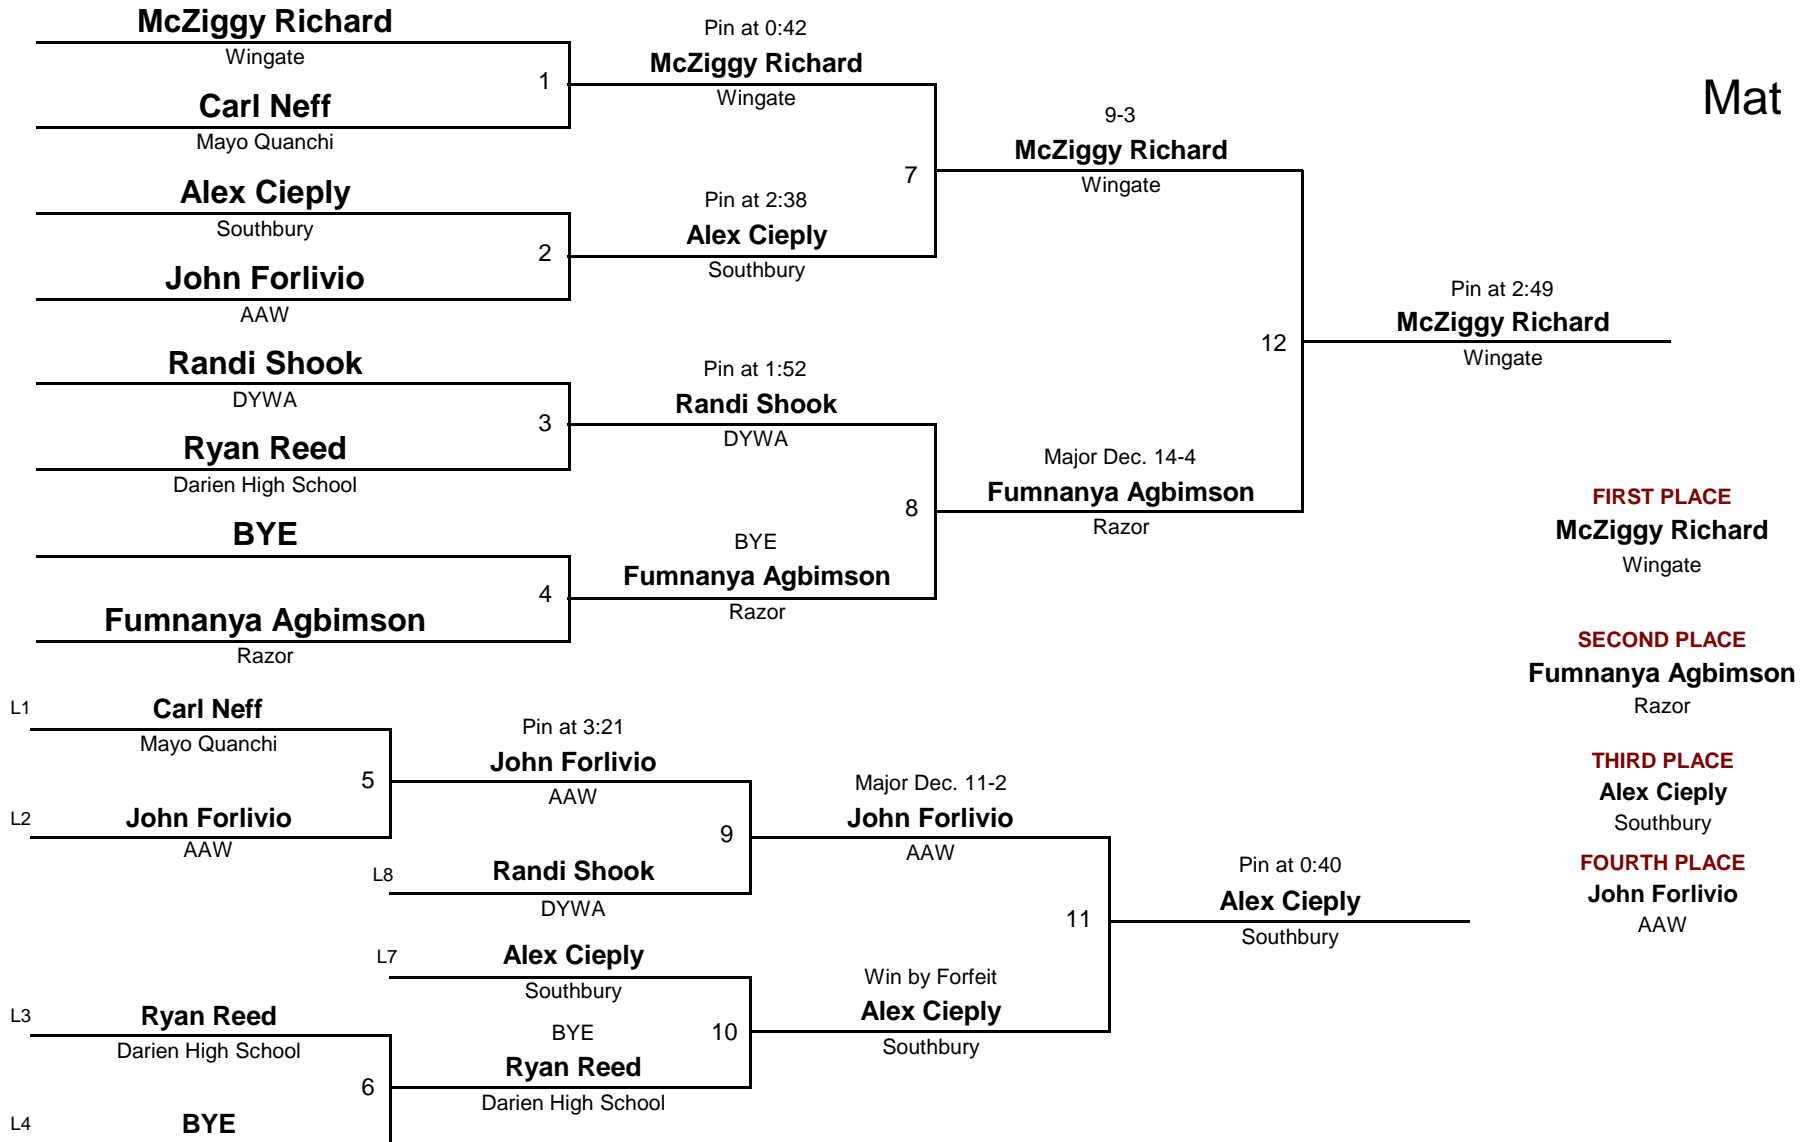 McZiggy Richard
Wingate
1
Carl Neff
Mayo Quanchi
Alex Cieply
Southbury
2
John Forlivio
AAW
Randi Shook
DYWA
3
Ryan Reed
Darien High School
BYE
4
Fumnanya Agbimson
Razor
Pin at 0:42
McZiggy Richard
Wingate
7
Pin at 2:38
Alex Cieply
Southbury
Pin at 1:52
Randi Shook
DYWA
8
BYE
Fumnanya Agbimson
Razor
9-3
McZiggy Richard
Wingate
12
Major Dec. 14-4
Fumnanya Agbimson
Razor
Pin at 2:49
McZiggy Richard
Wingate
Mat
FIRST PLACE
McZiggy Richard
Wingate
SECOND PLACE
Fumnanya Agbimson
Razor
THIRD PLACE
Alex Cieply
Southbury
FOURTH PLACE
John Forlivio
AAW
L1
Carl Neff
Mayo Quanchi
5
L2
John Forlivio
AAW
Pin at 3:21
John Forlivio
AAW
9
L8
Randi Shook
DYWA
L7
Alex Cieply
Southbury
10
BYE
Ryan Reed
Darien High School
L3
Ryan Reed
Darien High School
6
L4
BYE
Major Dec. 11-2
John Forlivio
AAW
11
Win by Forfeit
Alex Cieply
Southbury
Pin at 0:40
Alex Cieply
Southbury